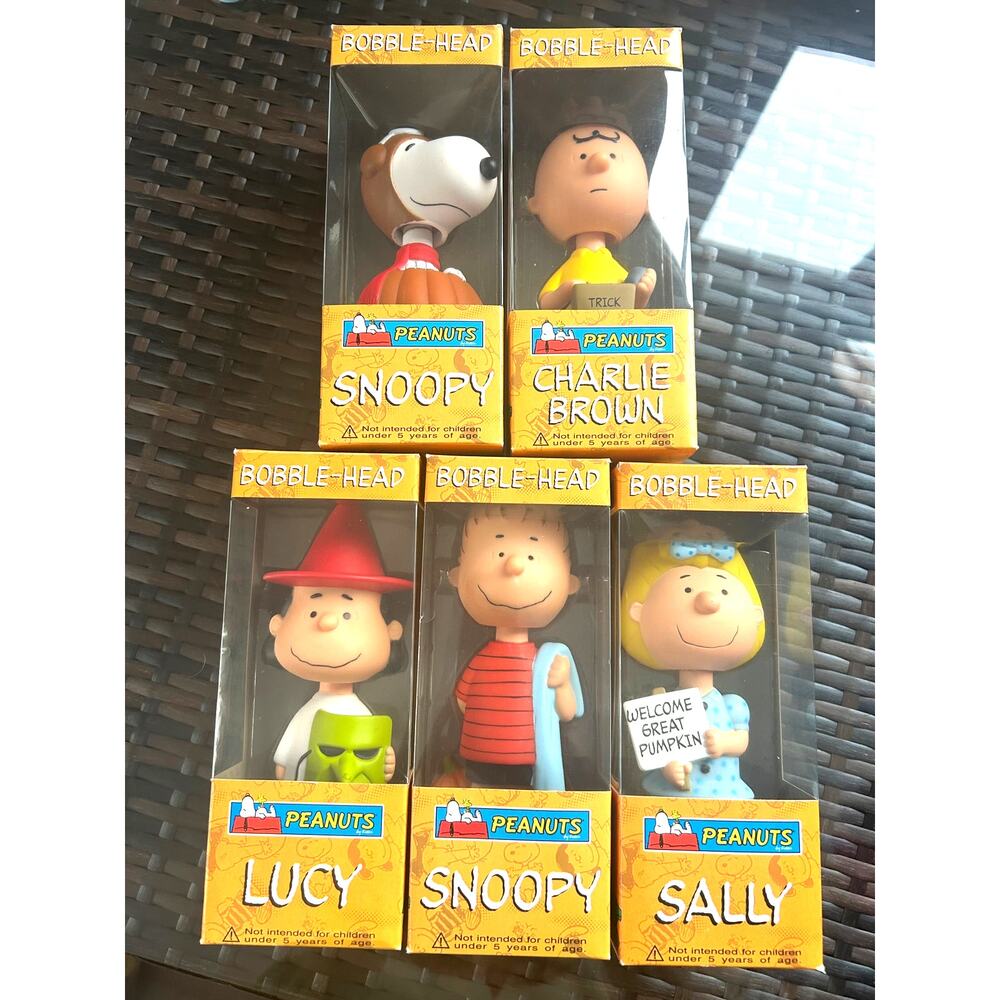 BOBBLE-HEAD
PEANUTS
SNOOPY
Not intended for children
under 5 years of age.
BOBBLE-HEAD
TRICK
PEANUTS
CHARLIE
BROWN
Not intended for children
under 5 years of age.
BOBBLE-HEAD
PEANUTS
LUCY
Not intended for children
under 5 years of age.
BOBBLE-HEAD
PEANUTS
SNOOPY
Not intended for children
under 5 years of age.
BOBBLE-HEAD
WELCOME
GREAT
PUMPKIN
PEANUTS
SALLY
Not intended for children
under 5 years of age.